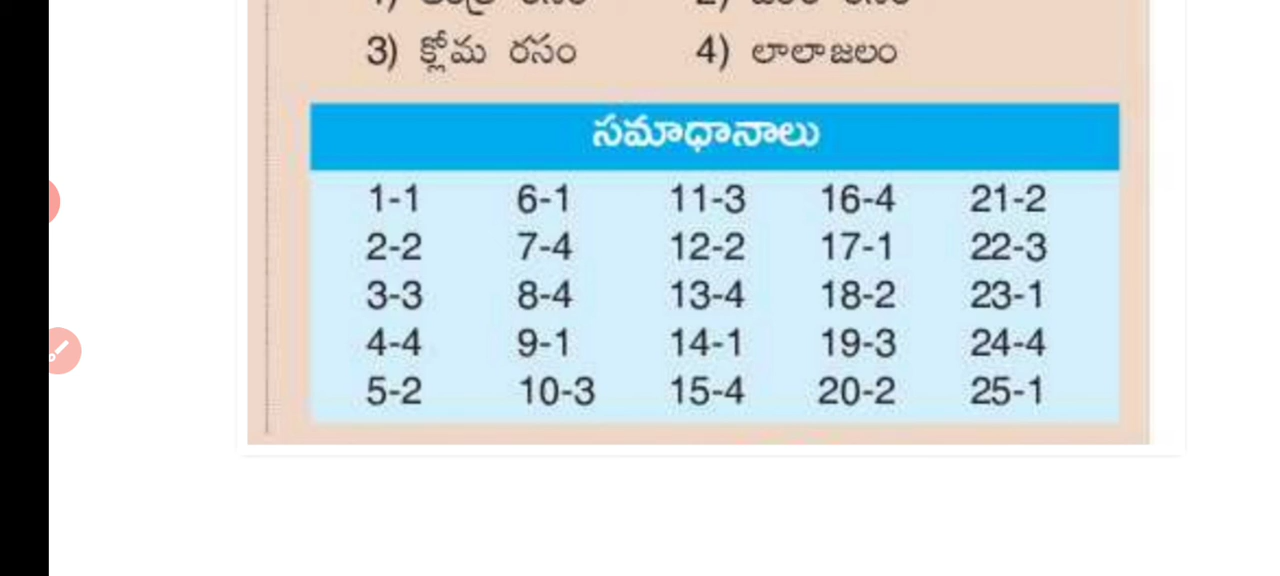 3) క్లోమ రసం 4) లాలాజలం
సమాధానాలు
1-1 6-1 11-3 16-4 21-2
2-2 7-4 12-2 17-1 22-3
3-3 8-4 13-4 18-2 23-1
4-4 9-1 14-1 19-3 24-4
5-2 10-3 15-4 20-2 25-1